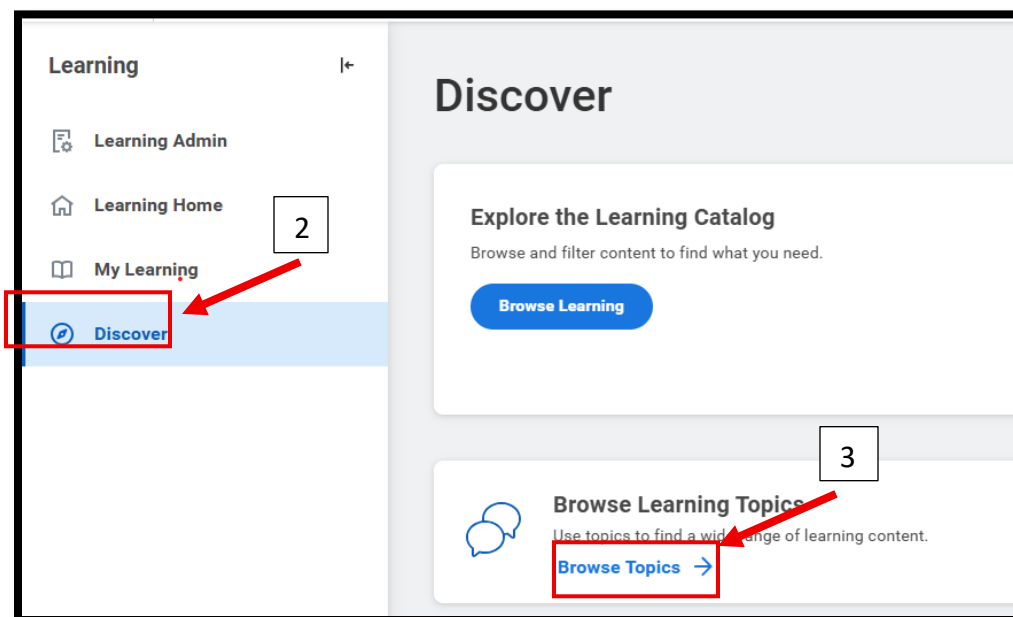 Learning
Learning Admin
Learning Home
My Learning
Discover
2
Discover
Explore the Learning Catalog
Browse and filter content to find what you need.
Browse Learning
3
Browse Learning Topics
Use topics to find a wide range of learning content.
Browse Topics